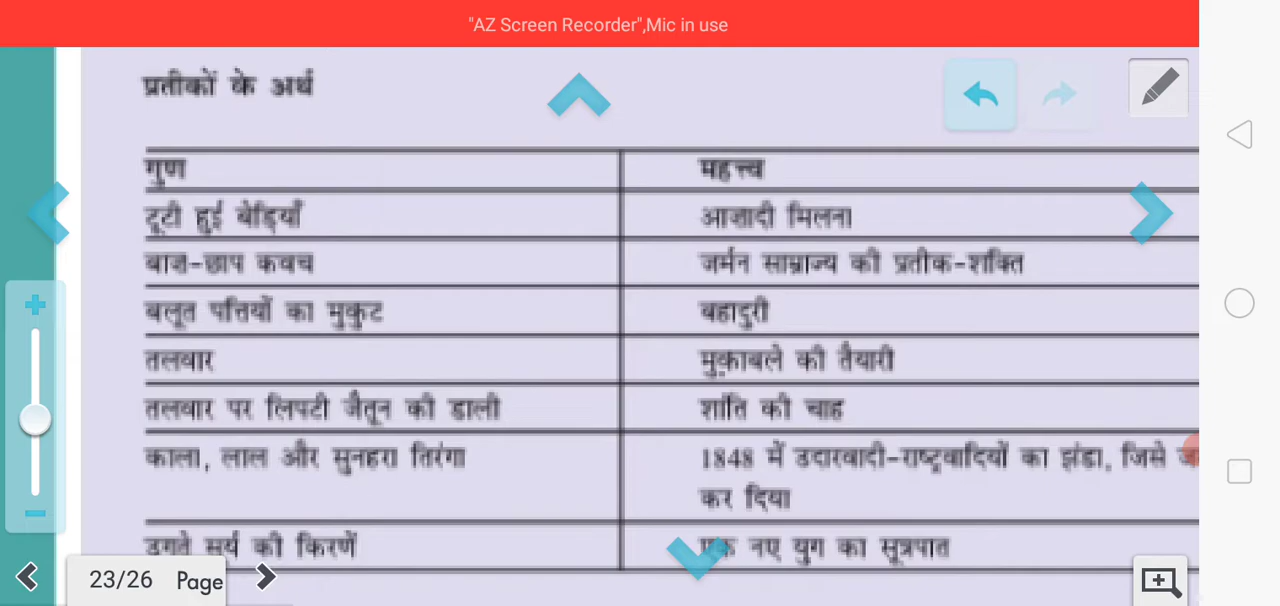 "AZ Screen Recorder",Mic in use
प्रतीकों के अर्थ
गुण महत्त्व
टूटी हुई बेड़ियाँ आज़ादी मिलना
बाज़-छाप कवच जर्मन साम्राज्य की प्रतीक-शक्ति
बलूत पत्तियों का मुकुट बहादुरी
तलवार मुक़ाबले की तैयारी
तलवार पर लिपटी जैतून की डाली शांति की चाह
काला, लाल और सुनहरा तिरंगा 1848 में उदारवादी-राष्ट्रवादियों का झंडा, जिसे
कर दिया
उगते सूर्य की किरणें एक नए युग का सूत्रपात
23/26 Page